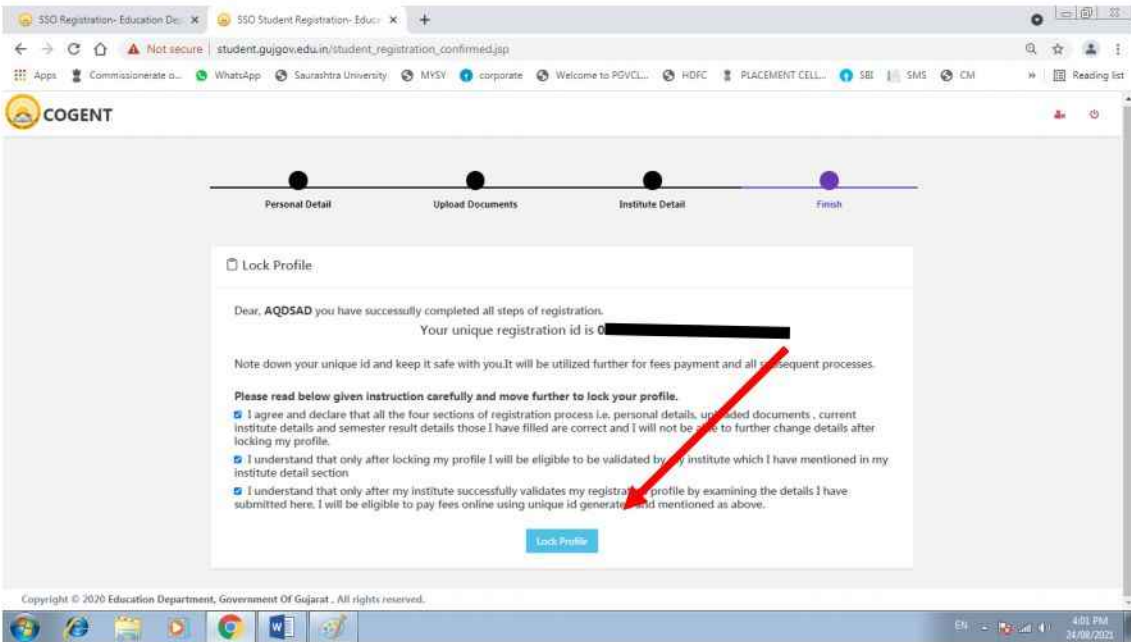 SSO Registration- Education De
SSO Student Registration- Educa
Not secure
student.gujgov.edu.in/student_registration_confirmed.jsp
Apps
Commissionerate o...
WhatsApp
Saurashtra University
MYSY
corporate
Welcome to PGVCL...
HDFC
PLACEMENT CELL...
SBI
SMS
CM
»
Reading list
COGENT
Personal Detail
Upload Documents
Institute Detail
Finish
Lock Profile
Dear, AQDSAD you have successully completed all steps of registration.
Your unique registration id is 0
Note down your unique id and keep it safe with you.It will be utilized further for fees payment and all subsequent processes.
Please read below given instruction carefully and move further to lock your profile.
I agree and declare that all the four sections of registration process i.e. personal details, uploaded documents , current
institute details and semester result details those I have filled are correct and I will not be able to further change details after
locking my profile.
I understand that only after locking my profile I will be eligible to be validated by my institute which I have mentioned in my
institute detail section
I understand that only after my institute successfully validates my registration profile by examining the details I have
submitted here, I will be eligible to pay fees online using unique id generated and mentioned as above.
Lock Profile
Copyright © 2020 Education Department, Government Of Gujarat . All rights reserved.
EN
4:01 PM
24/08/2021